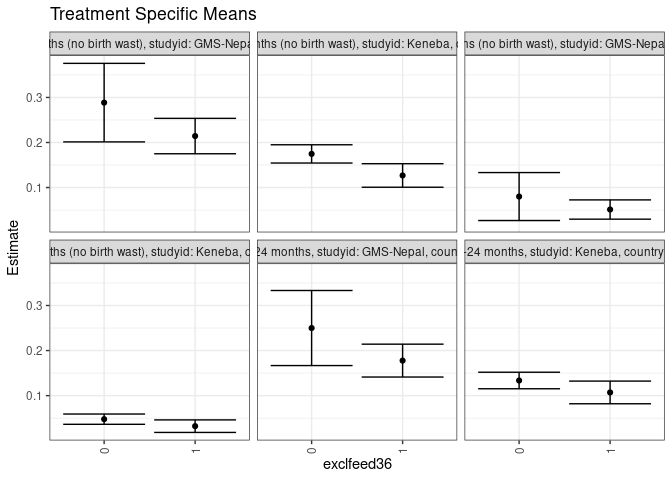 Treatment Specific Means
ths (no birth wast), studyid: GMS-Nepa
nths (no birth wast), studyid: Keneba,
hs (no birth wast), studyid: GMS-Nepa
0.3
0.2
0.1
ths (no birth wast), studyid: Keneba, c
24 months, studyid: GMS-Nepal, coun
-24 months, studyid: Keneba, country
0.3
0.2
0.1
Estimate
0 1 0 1 0 1
exclfeed36